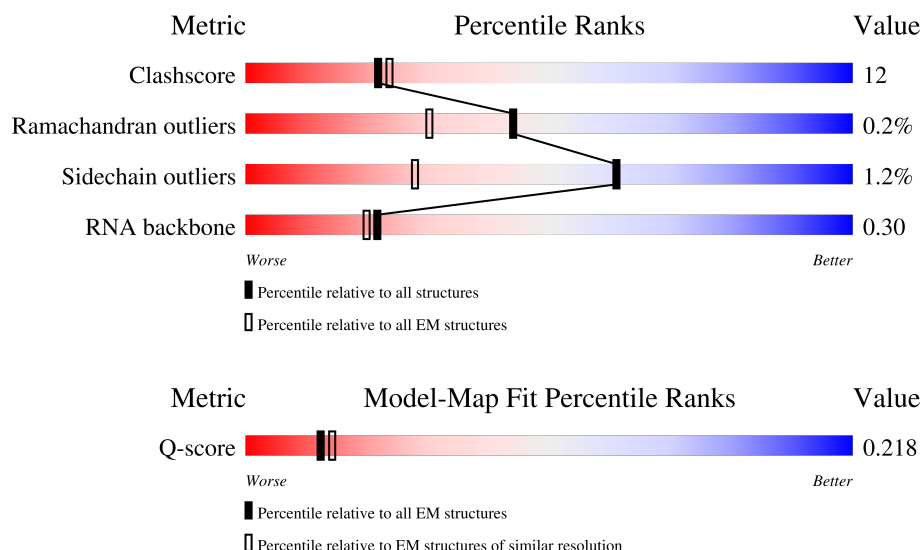 Metric Percentile Ranks Value
Clashscore 12
Ramachandran outliers 0.2%
Sidechain outliers 1.2%
RNA backbone 0.30
Worse Better
Percentile relative to all structures
Percentile relative to all EM structures
Metric Model-Map Fit Percentile Ranks Value
Q-score 0.218
Worse Better
Percentile relative to all EM structures
Percentile relative to EM structures of similar resolution